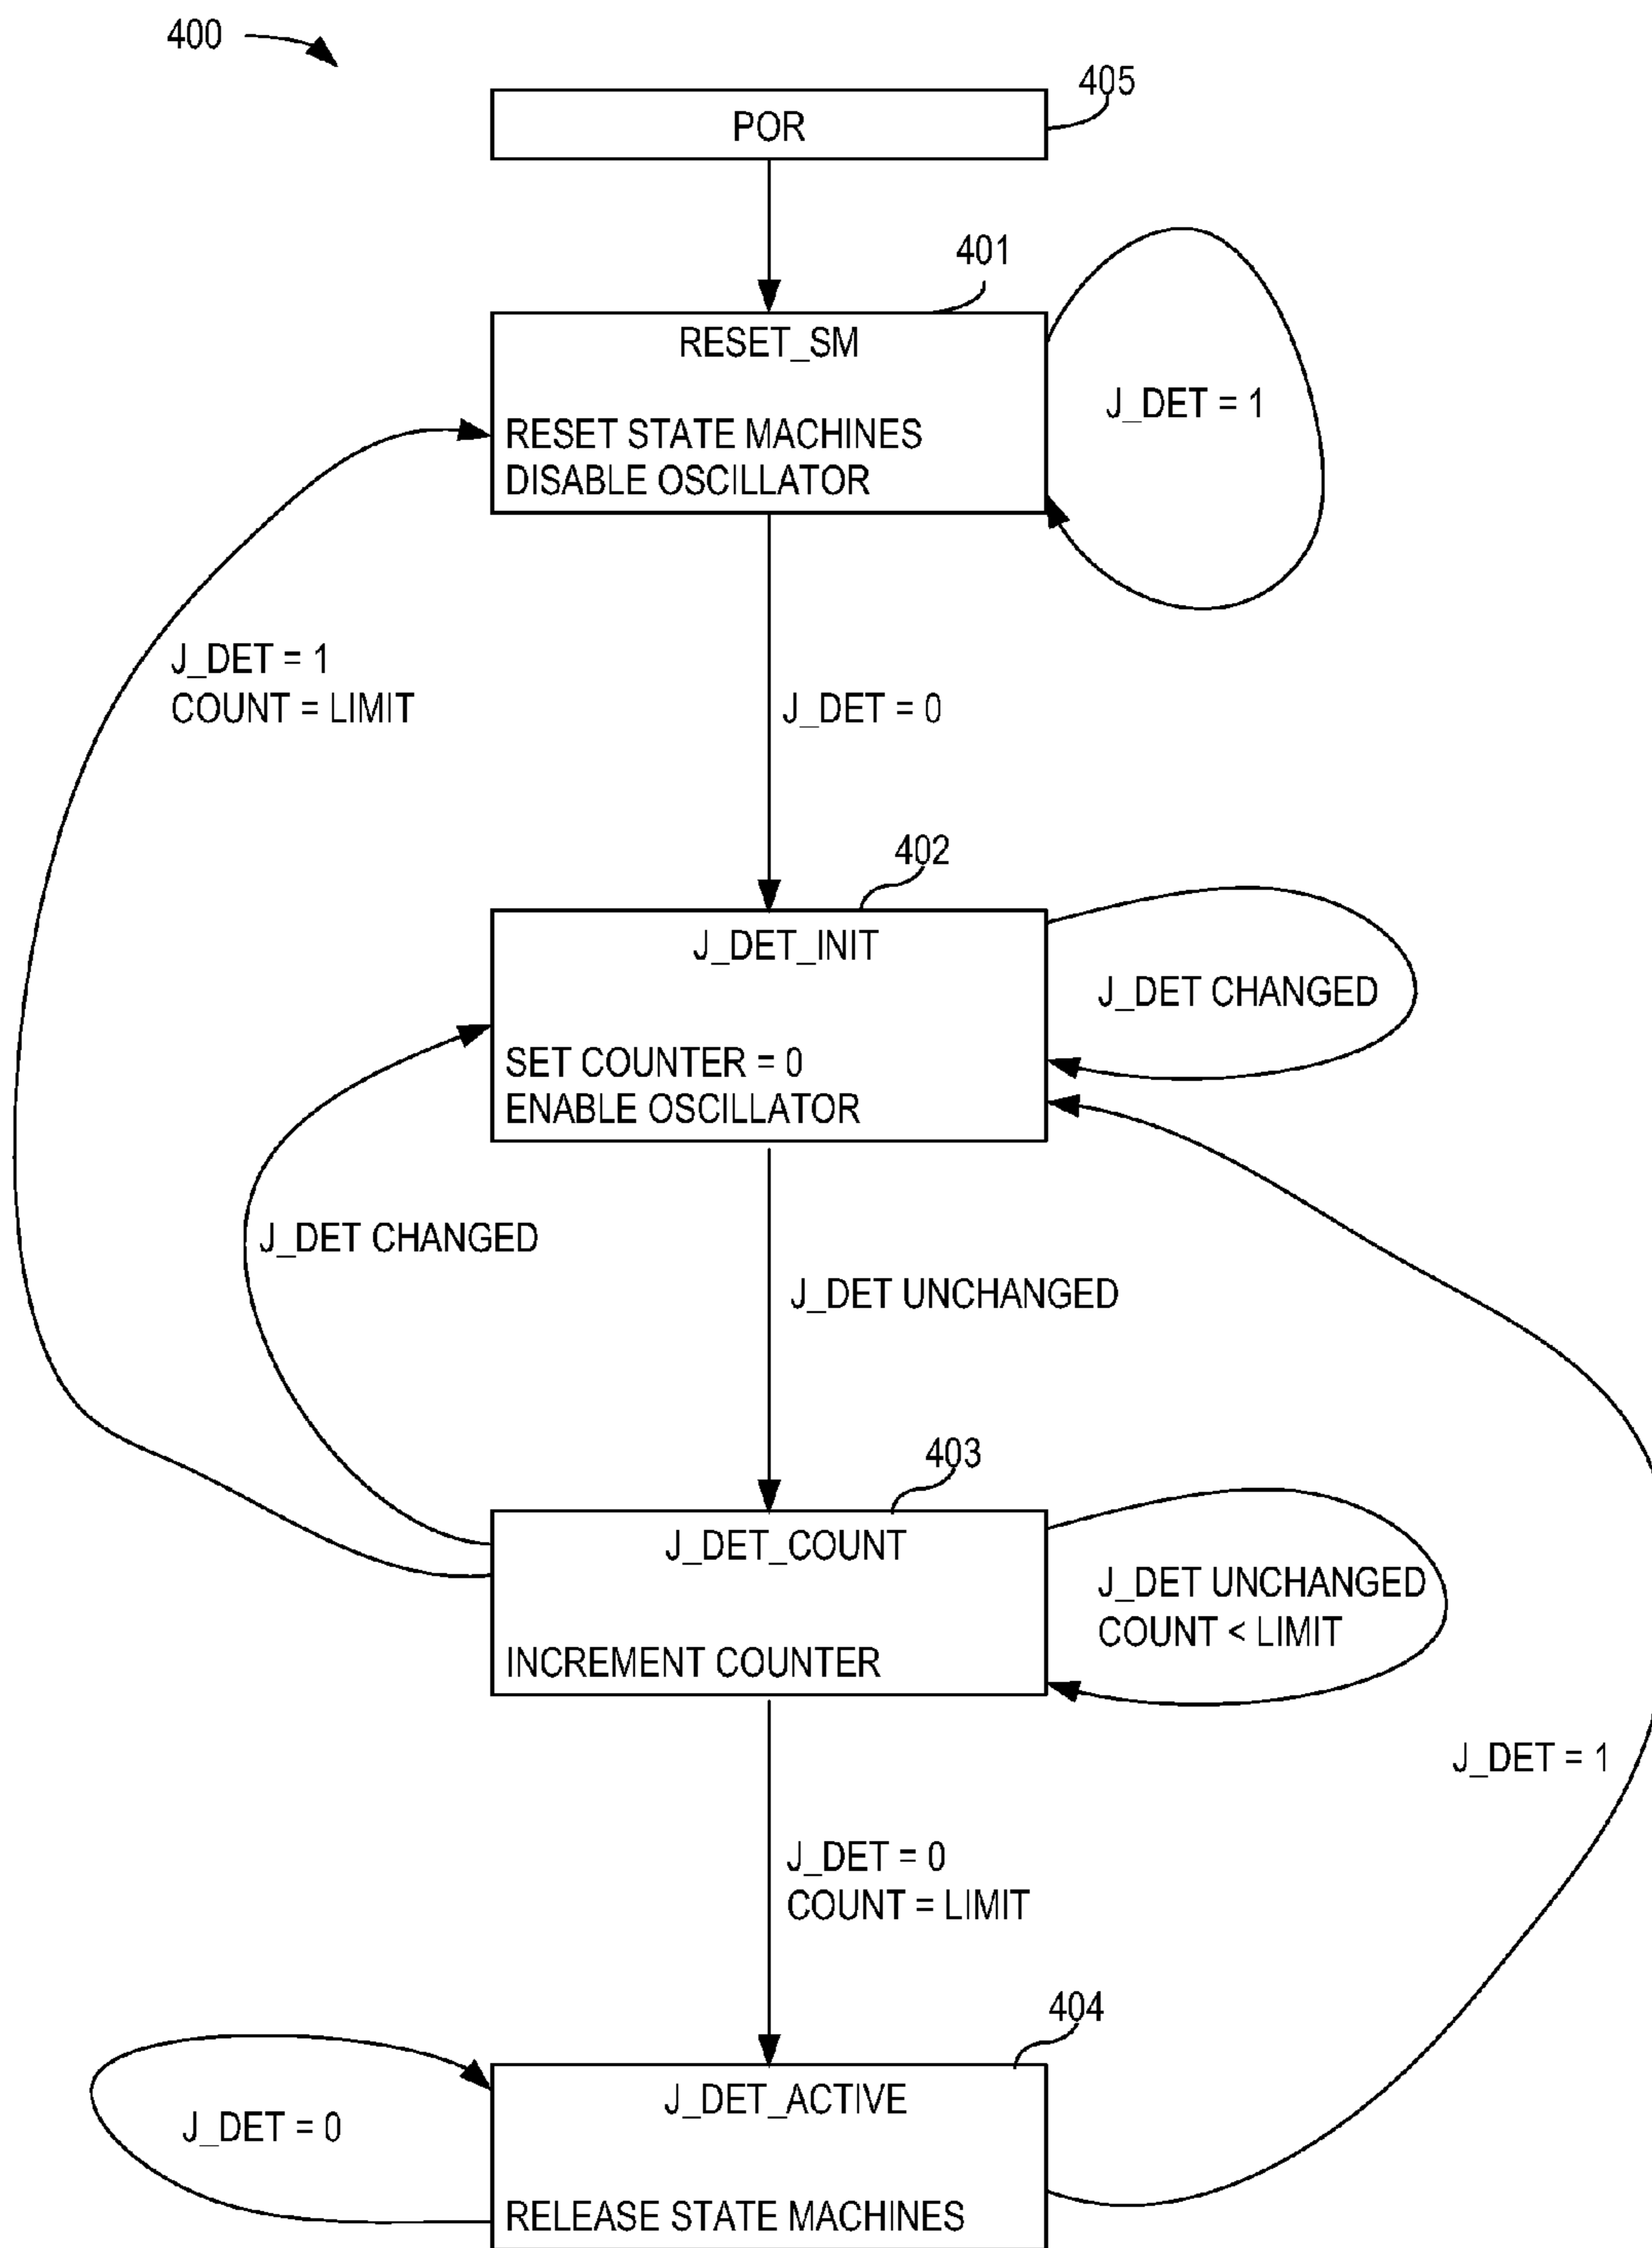 400
405
POR
401
RESET_SM
RESET STATE MACHINES
DISABLE OSCILLATOR
J_DET = 1
J_DET = 1
COUNT = LIMIT
J_DET = 0
402
J_DET_INIT
SET COUNTER = 0
ENABLE OSCILLATOR
J_DET CHANGED
J_DET CHANGED
J_DET UNCHANGED
403
J_DET_COUNT
INCREMENT COUNTER
J_DET UNCHANGED
COUNT < LIMIT
J_DET = 1
J_DET = 0
COUNT = LIMIT
404
J_DET_ACTIVE
RELEASE STATE MACHINES
J_DET = 0